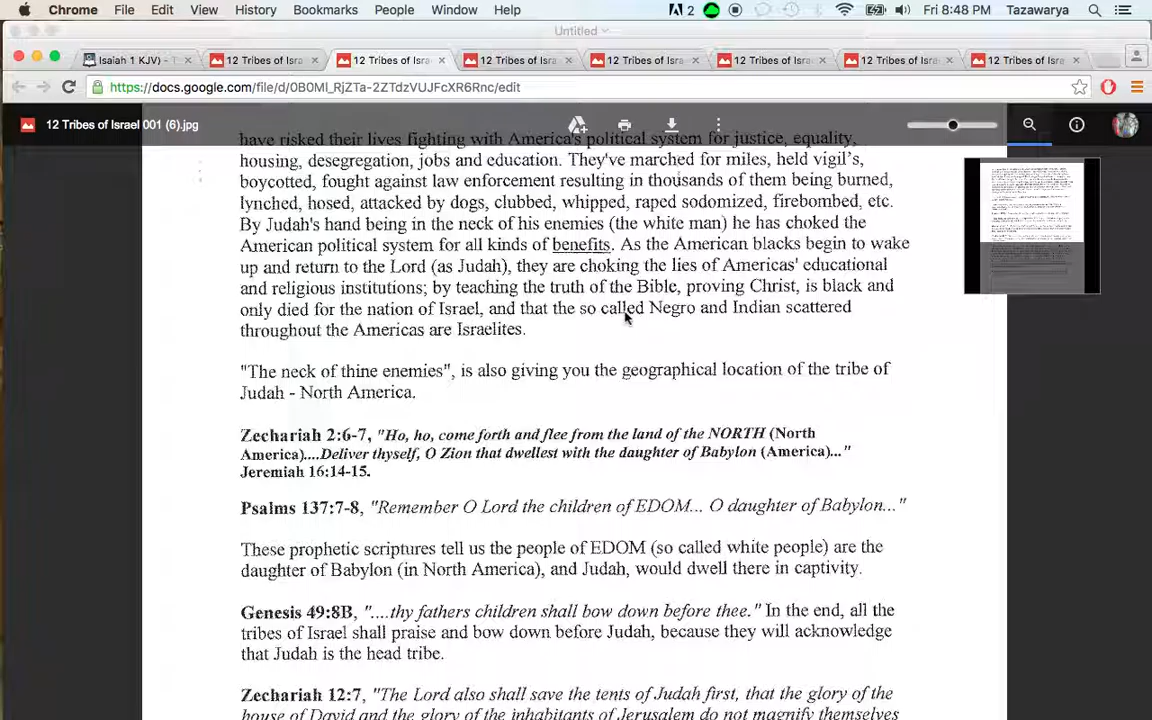 Chrome File Edit View History Bookmarks People Window Help 2 Fri 8:48 PM Tazawarya
Untitled
Isaiah 1 KJV) - T 12 Tribes of Isra 12 Tribes of Isra 12 Tribes of Isra 12 Tribes of Isra 12 Tribes of Isra 12 Tribes of Isra 12 Tribes of Isra
https://docs.google.com/file/d/0B0MI_RjZTa-2ZTdzVUJFcXR6Rnc/edit
12 Tribes of Israel 001 (6).jpg
have risked their lives fighting with America's political system for justice, equality,
housing, desegregation, jobs and education. They've marched for miles, held vigil's,
boycotted, fought against law enforcement resulting in thousands of them being burned,
lynched, hosed, attacked by dogs, clubbed, whipped, raped sodomized, firebombed, etc.
By Judah's hand being in the neck of his enemies (the white man) he has choked the
American political system for all kinds of benefits. As the American blacks begin to wake
up and return to the Lord (as Judah), they are choking the lies of Americas' educational
and religious institutions; by teaching the truth of the Bible, proving Christ, is black and
only died for the nation of Israel, and that the so called Negro and Indian scattered
throughout the Americas are Israelites.
"The neck of thine enemies", is also giving you the geographical location of the tribe of
Judah - North America.
Zechariah 2:6-7, "Ho, ho, come forth and flee from the land of the NORTH (North
America)....Deliver thyself, O Zion that dwellest with the daughter of Babylon (America)..."
Jeremiah 16:14-15.
Psalms 137:7-8, "Remember O Lord the children of EDOM... O daughter of Babylon..."
These prophetic scriptures tell us the people of EDOM (so called white people) are the
daughter of Babylon (in North America), and Judah, would dwell there in captivity.
Genesis 49:8B, "....thy fathers children shall bow down before thee." In the end, all the
tribes of Israel shall praise and bow down before Judah, because they will acknowledge
that Judah is the head tribe.
Zechariah 12:7, "The Lord also shall save the tents of Judah first, that the glory of the
house of David and the glory of the inhabitants of Jerusalem do not magnify themselves